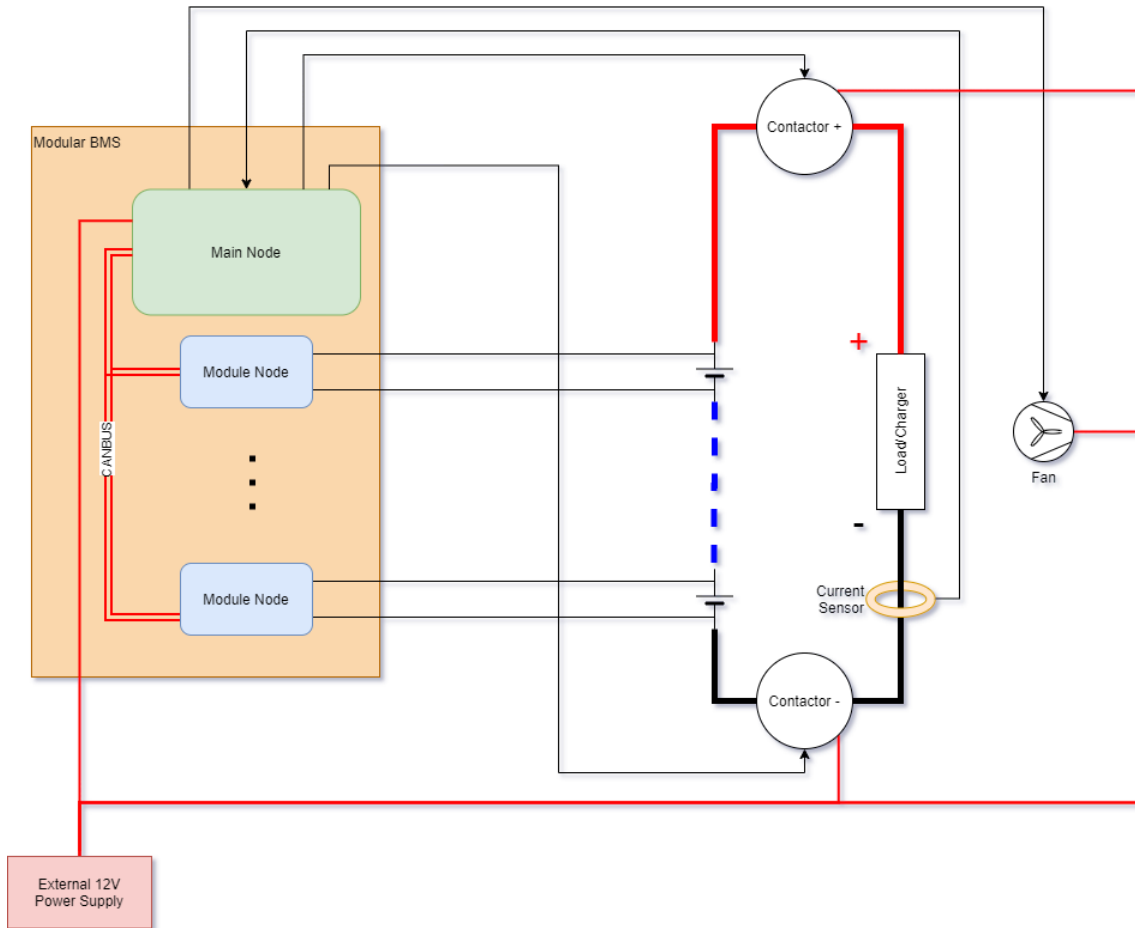 Contactor +
Modular BMS
Main Node
+
Module Node
Load/Charger
CANBUS
Fan
-
Module Node
Current
Sensor
Contactor -
External 12V
Power Supply